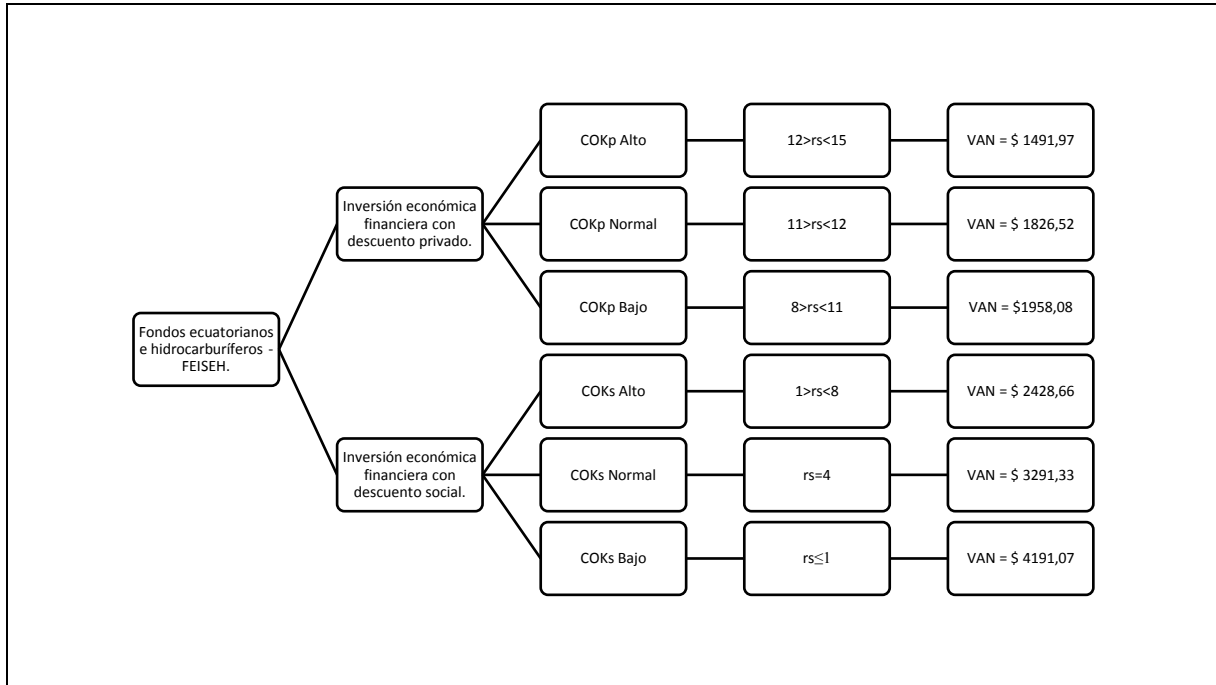 Fondos ecuatorianos
e hidrocarburíferos -
FEISEH.
Inversión económica
financiera con
descuento privado.
COKp Alto
12>rs<15
VAN = $ 1491,97
COKp Normal
11>rs<12
VAN = $ 1826,52
COKp Bajo
8>rs<11
VAN = $1958,08
Inversión económica
financiera con
descuento social.
COKs Alto
1>rs<8
VAN = $ 2428,66
COKs Normal
rs=4
VAN = $ 3291,33
COKs Bajo
rs≤1
VAN = $ 4191,07